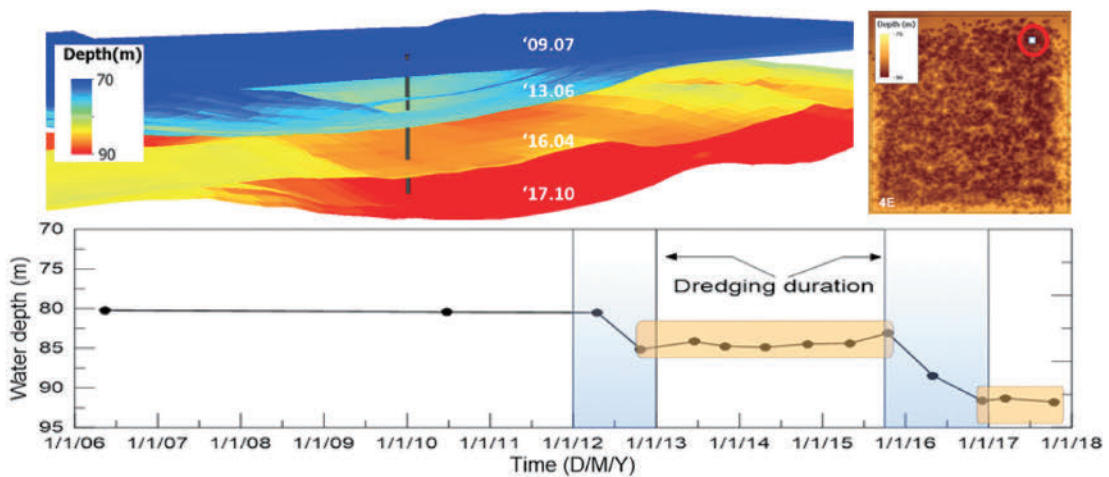 Depth(m)
70
90
'09.07
'13.06
'16.04
'17.10
Depth (m)
4E
70
75
80
85
90
95
Water depth (m)
Dredging duration
1/1/06 1/1/07 1/1/08 1/1/09 1/1/10 1/1/11 1/1/12 1/1/13 1/1/14 1/1/15 1/1/16 1/1/17 1/1/18
Time (D/M/Y)